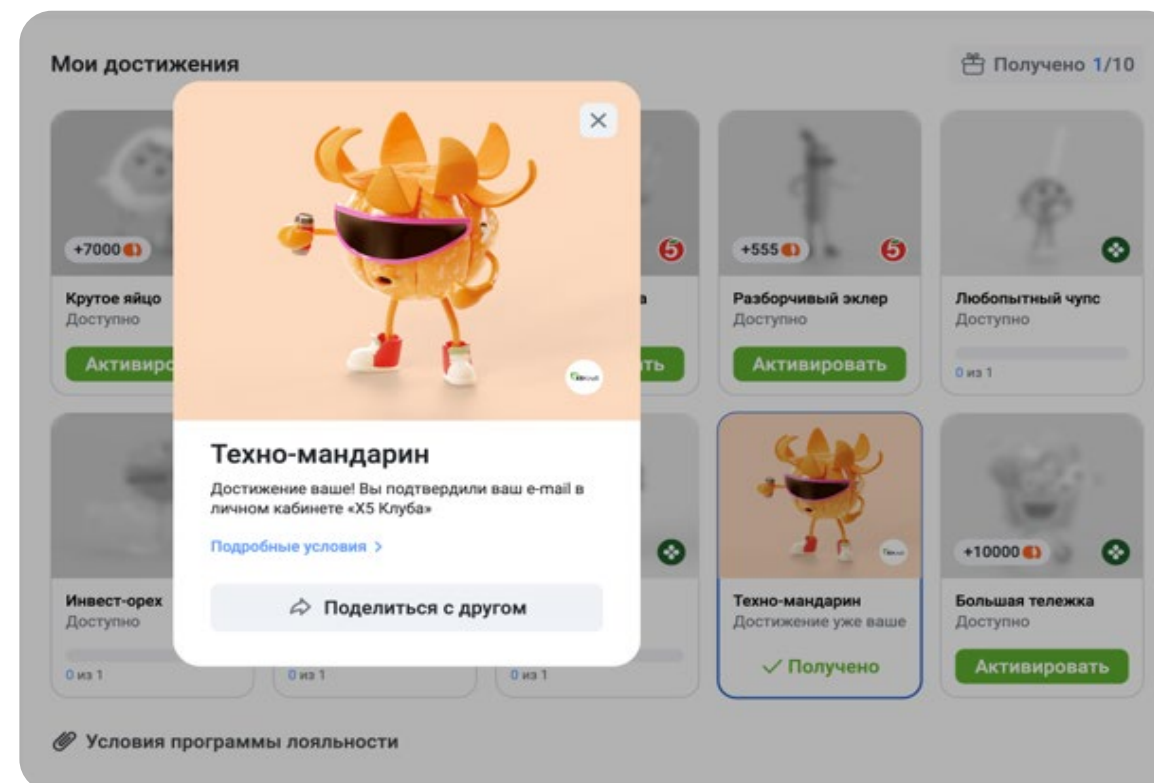 Мои достижения
Получено 1/10
+7000
5
+555
5
Крутое яйцо
Доступно
Разборчивый эклер
Доступно
Любопытный чупс
Доступно
Активировать
0 из 1
Техно-мандарин
Достижение ваше! Вы подтвердили ваш e-mail в
личном кабинете «X5 Клуба»
Подробные условия >
Поделиться с другом
+10000
Инвест-орех
Доступно
Техно-мандарин
Достижение уже ваше
Большая тележка
Доступно
0 из 1
0 из 1
0 из 1
Получено
Активировать
Условия программы лояльности